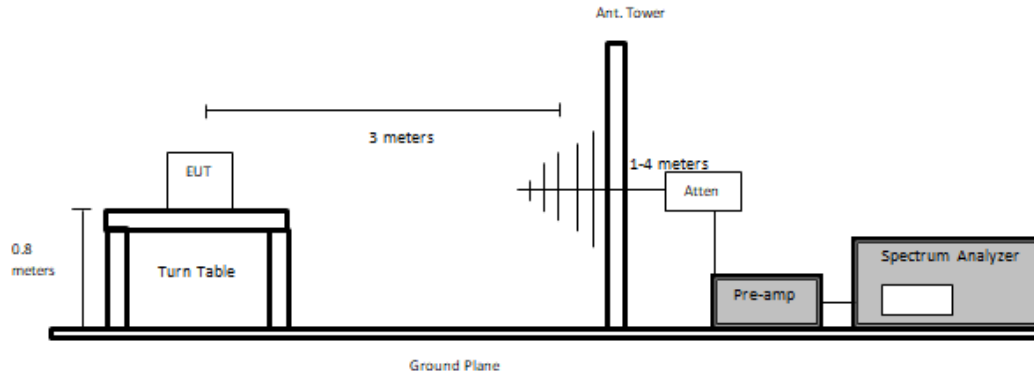 Ant. Tower
3 meters
1-4 meters
EUT
Atten
0.8
meters
Turn Table
Spectrum Analyzer
Pre-amp
Ground Plane